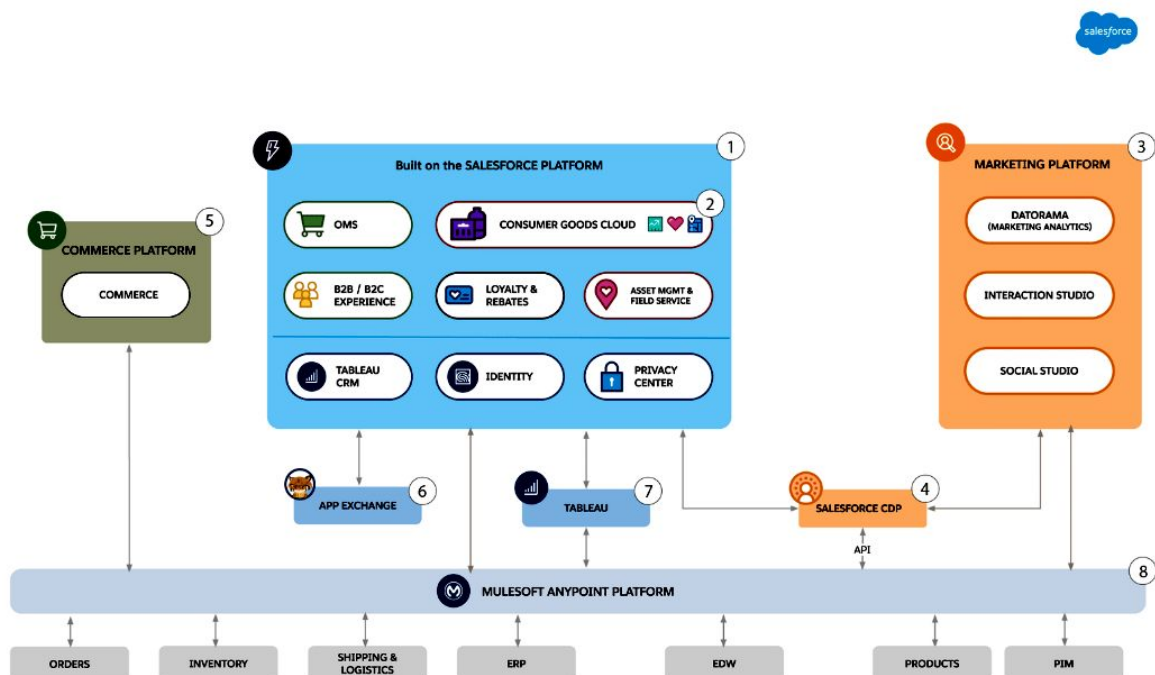 salesforce
1
Built on the SALESFORCE PLATFORM
3
MARKETING PLATFORM
5
COMMERCE PLATFORM
COMMERCE
OMS
2
CONSUMER GOODS CLOUD
B2B / B2C
EXPERIENCE
LOYALTY &
REBATES
ASSET MGMT &
FIELD SERVICE
TABLEAU
CRM
IDENTITY
PRIVACY
CENTER
DATORAMA
(MARKETING ANALYTICS)
INTERACTION STUDIO
SOCIAL STUDIO
6
APP EXCHANGE
7
TABLEAU
4
SALESFORCE CDP
API
8
MULESOFT ANYPOINT PLATFORM
ORDERS
INVENTORY
SHIPPING &
LOGISTICS
ERP
EDW
PRODUCTS
PIM